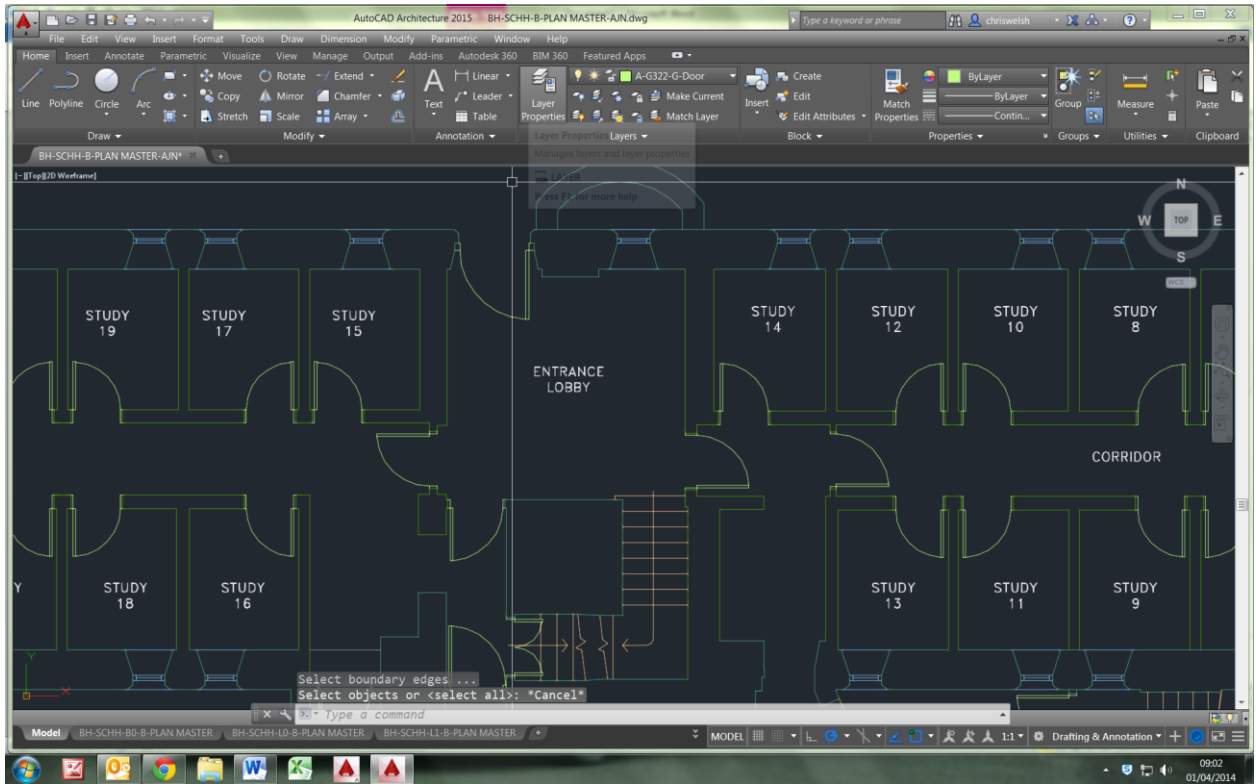 AutoCAD Architecture 2015 BH-SCHH-B-PLAN MASTER-AJN.dwg
Type a keyword or phrase
chriswelsh
File Edit View Insert Format Tools Draw Dimension Modify Parametric Window Help
Home Insert Annotate Parametric Visualize View Manage Output Add-ins Autodesk 360 BIM 360 Featured Apps
Move Rotate Extend Linear A-G322-G-Door Create ByLayer
Copy Mirror Chamfer Leader Make Current Edit ByLayer
Line Polyline Circle Arc Text Layer Insert Match Group Measure Paste
Stretch Scale Array Table Properties Match Layer Edit Attributes Properties Contin...
Draw Modify Annotation Layers Block Properties Groups Utilities Clipboard
Layer Properties
BH-SCHH-B-PLAN MASTER-AJN*
Manages layers and layer properties
LAYER
Press F1 for more help
[-][Top][2D Wireframe]
N
W TOP E
S
WCS
STUDY
19
STUDY
17
STUDY
15
STUDY
14
STUDY
12
STUDY
10
STUDY
8
ENTRANCE
LOBBY
CORRIDOR
Y
STUDY
18
STUDY
16
STUDY
13
STUDY
11
STUDY
9
Y
X
Select boundary edges ...
Select objects or <select all>: *Cancel*
Type a command
Model BH-SCHH-B0-B-PLAN MASTER BH-SCHH-L0-B-PLAN MASTER BH-SCHH-L1-B-PLAN MASTER
MODEL 1:1 Drafting & Annotation
09:02
01/04/2014